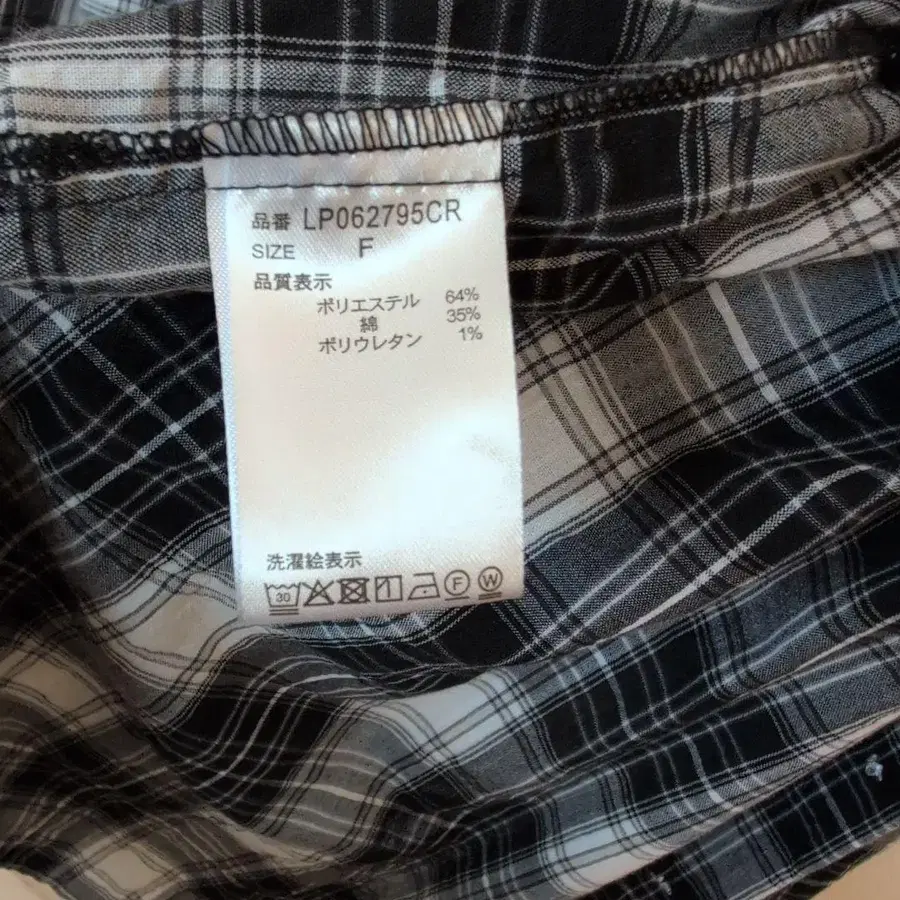 品番 LP062795CR
SIZE F
品質表示
ポリエステル 64%
綿 35%
ポリウレタン 1%
洗濯絵表示
30 F W